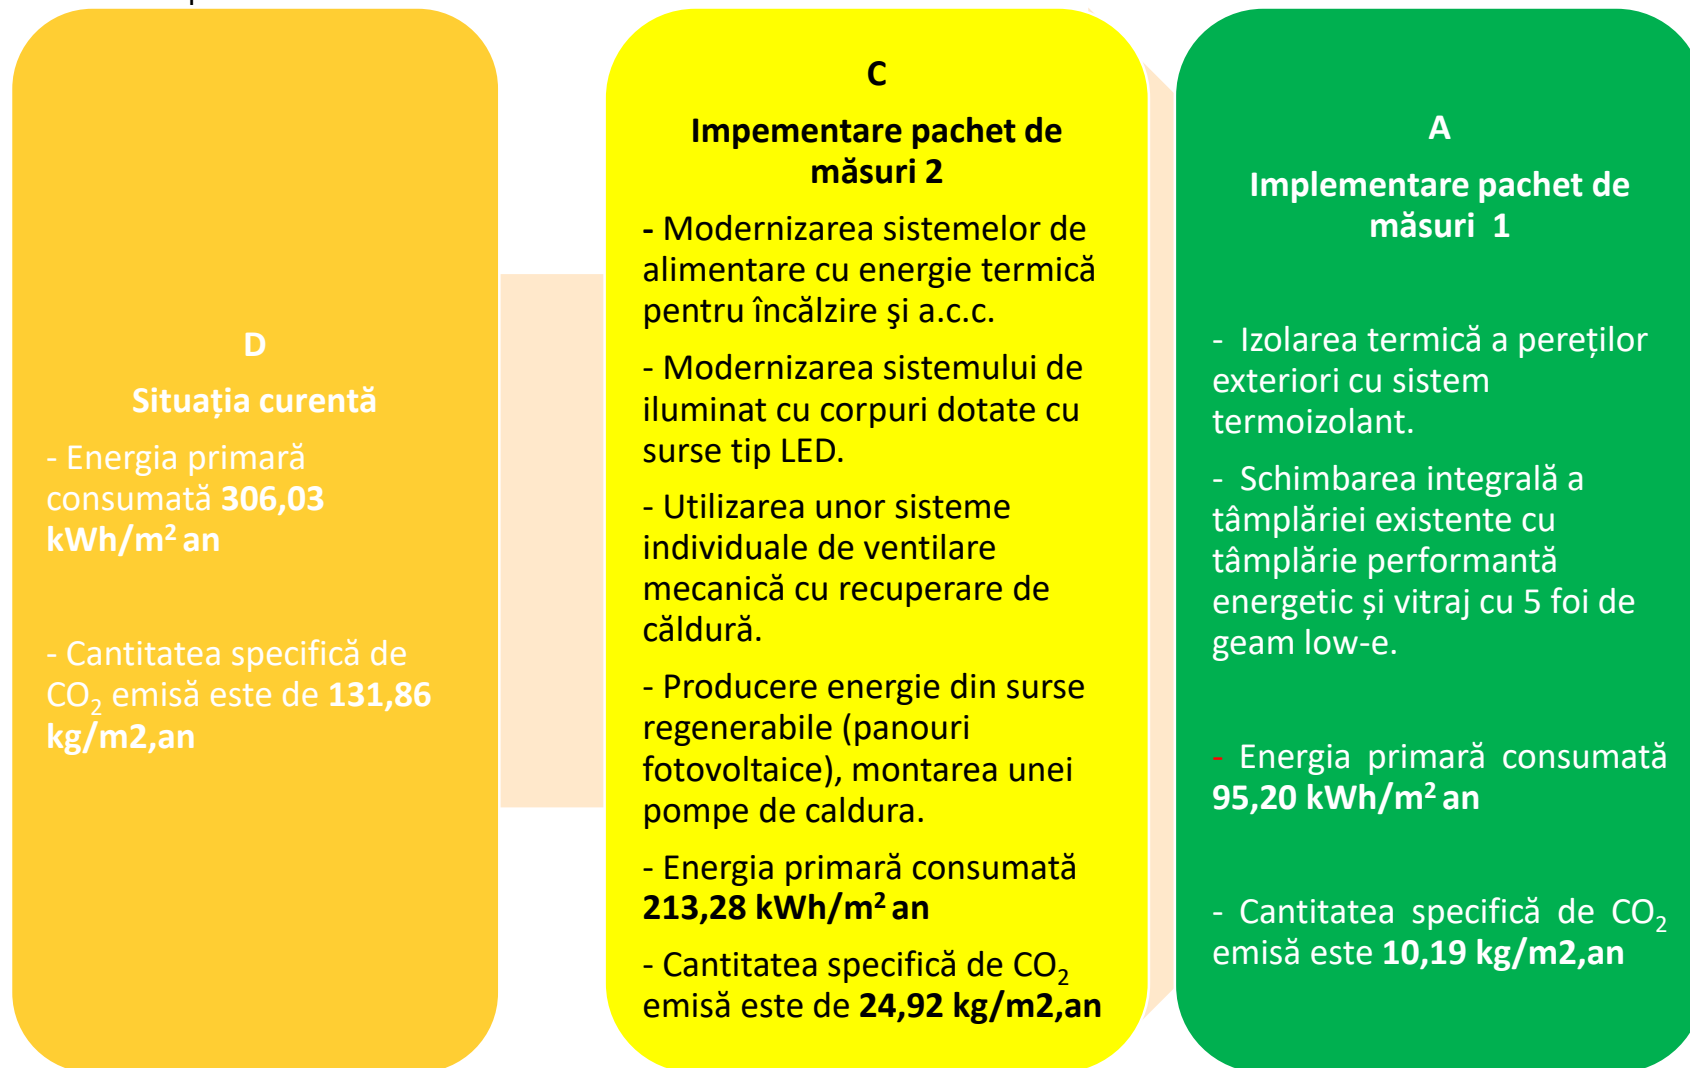 D
Situația curentă
- Energia primară
consumată 306,03
kWh/m² an
- Cantitatea specifică de
CO₂ emisă este de 131,86
kg/m2,an
C
Impementare pachet de
măsuri 2
- Modernizarea sistemelor de
alimentare cu energie termică
pentru încălzire şi a.c.c.
- Modernizarea sistemului de
iluminat cu corpuri dotate cu
surse tip LED.
- Utilizarea unor sisteme
individuale de ventilare
mecanică cu recuperare de
căldură.
- Producere energie din surse
regenerabile (panouri
fotovoltaice), montarea unei
pompe de caldura.
- Energia primară consumată
213,28 kWh/m² an
- Cantitatea specifică de CO₂
emisă este de 24,92 kg/m2,an
A
Implementare pachet de
măsuri 1
- Izolarea termică a pereților
exteriori cu sistem
termoizolant.
- Schimbarea integrală a
tâmplăriei existente cu
tâmplărie performantă
energetic și vitraj cu 5 foi de
geam low-e.
- Energia primară consumată
95,20 kWh/m² an
- Cantitatea specifică de CO₂
emisă este 10,19 kg/m2,an